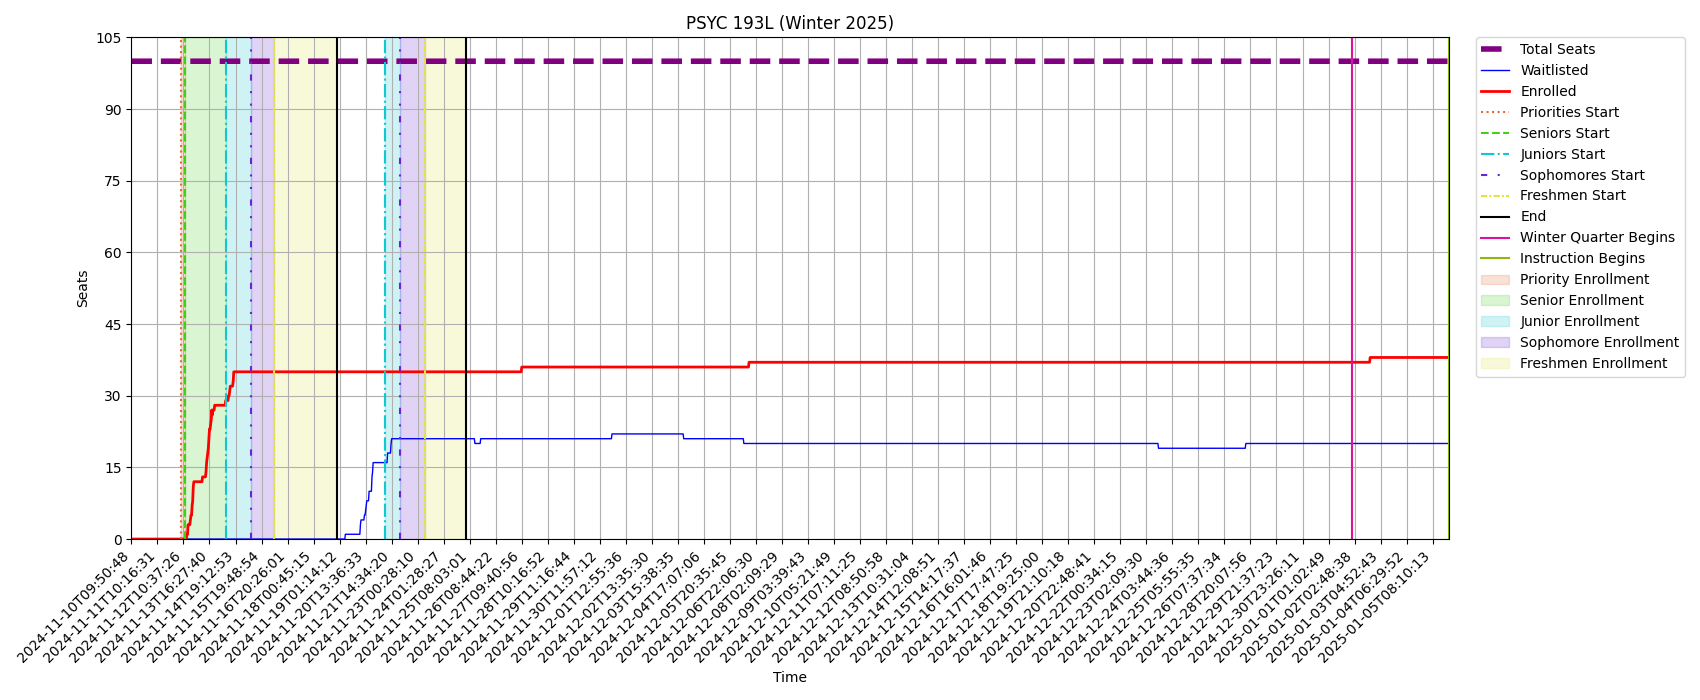 PSYC 193L (Winter 2025)
105
90
75
60
45
30
15
0
Seats
2024-11-10T09:50:48
2024-11-11T10:16:31
2024-11-12T10:37:26
2024-11-13T16:27:40
2024-11-14T19:12:53
2024-11-15T19:48:54
2024-11-16T20:26:01
2024-11-18T00:45:15
2024-11-19T01:14:12
2024-11-20T13:36:33
2024-11-21T14:34:20
2024-11-23T00:28:10
2024-11-24T01:28:27
2024-11-25T08:03:01
2024-11-26T08:44:22
2024-11-27T09:40:56
2024-11-28T10:16:52
2024-11-29T11:16:44
2024-11-30T11:57:12
2024-12-01T12:55:36
2024-12-02T13:35:30
2024-12-03T15:38:35
2024-12-04T17:07:06
2024-12-05T20:35:45
2024-12-06T22:06:30
2024-12-08T02:09:29
2024-12-09T03:39:43
2024-12-10T05:21:49
2024-12-11T07:11:25
2024-12-12T08:50:58
2024-12-13T10:31:04
2024-12-14T12:08:51
2024-12-15T14:17:37
2024-12-16T16:01:46
2024-12-17T17:47:25
2024-12-18T19:25:00
2024-12-19T21:10:18
2024-12-20T22:48:41
2024-12-22T00:34:15
2024-12-23T02:09:30
2024-12-24T03:44:36
2024-12-25T05:55:35
2024-12-26T07:37:34
2024-12-28T20:07:56
2024-12-29T21:37:23
2024-12-30T23:26:11
2025-01-01T01:02:49
2025-01-02T02:48:38
2025-01-03T04:52:43
2025-01-04T06:29:52
2025-01-05T08:10:13
Time
Total Seats
Waitlisted
Enrolled
Priorities Start
Seniors Start
Juniors Start
Sophomores Start
Freshmen Start
End
Winter Quarter Begins
Instruction Begins
Priority Enrollment
Senior Enrollment
Junior Enrollment
Sophomore Enrollment
Freshmen Enrollment